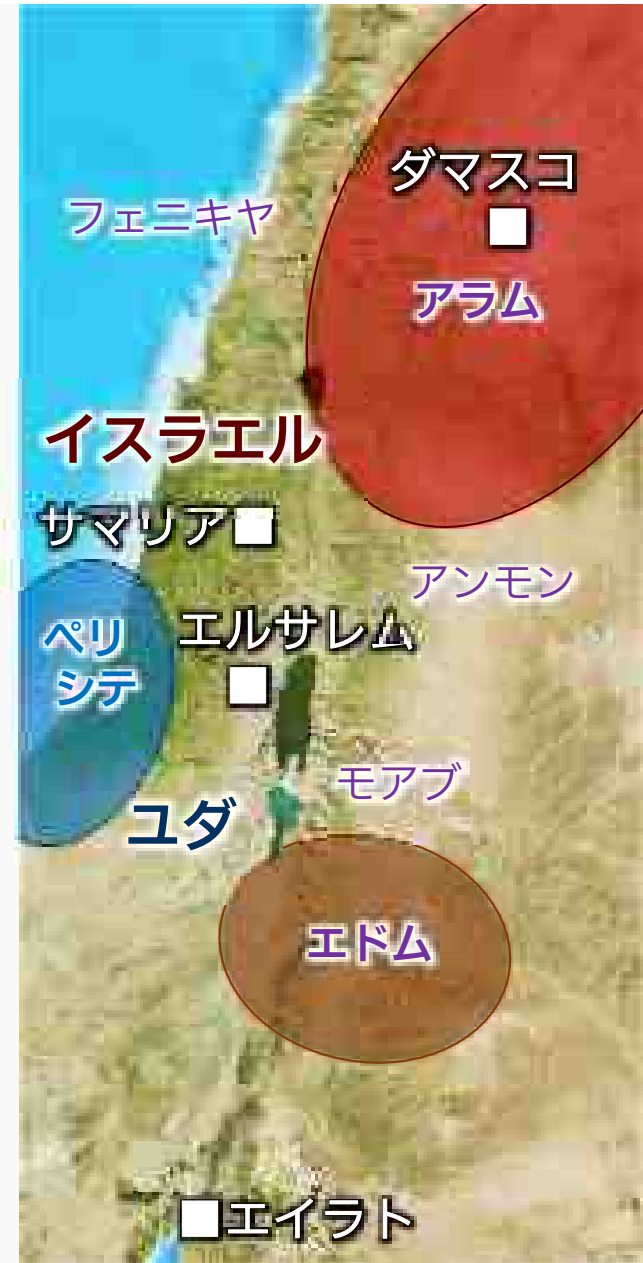 ダマスコ
フェニキヤ
アラム
イスラエル
サマリア
アンモン
ペリ
シテ
エルサレム
モアブ
ユダ
エドム
エイラト